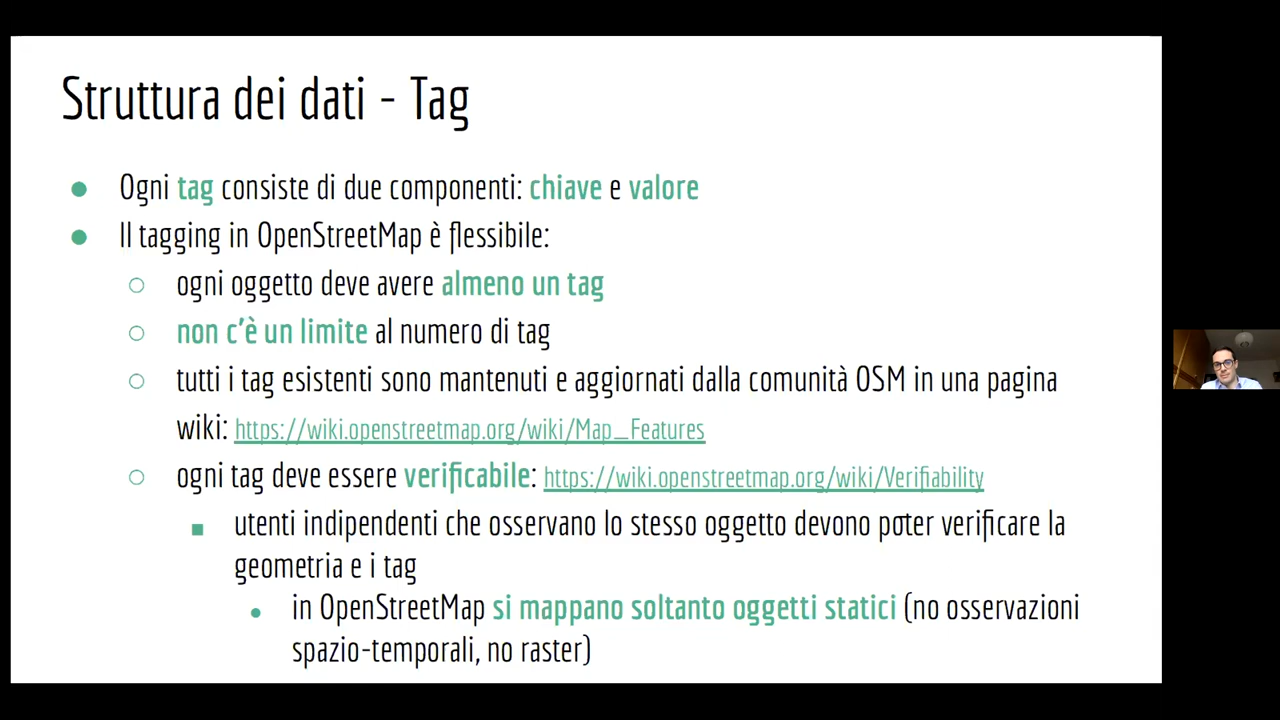 Struttura dei dati - Tag
● Ogni tag consiste di due componenti: chiave e valore
● Il tagging in OpenStreetMap è flessibile:
○ ogni oggetto deve avere almeno un tag
○ non c'è un limite al numero di tag
○ tutti i tag esistenti sono mantenuti e aggiornati dalla comunità OSM in una pagina
wiki: https://wiki.openstreetmap.org/wiki/Map_Features
○ ogni tag deve essere verificabile: https://wiki.openstreetmap.org/wiki/Verifiability
■ utenti indipendenti che osservano lo stesso oggetto devono poter verificare la
geometria e i tag
● in OpenStreetMap si mappano soltanto oggetti statici (no osservazioni
spazio-temporali, no raster)